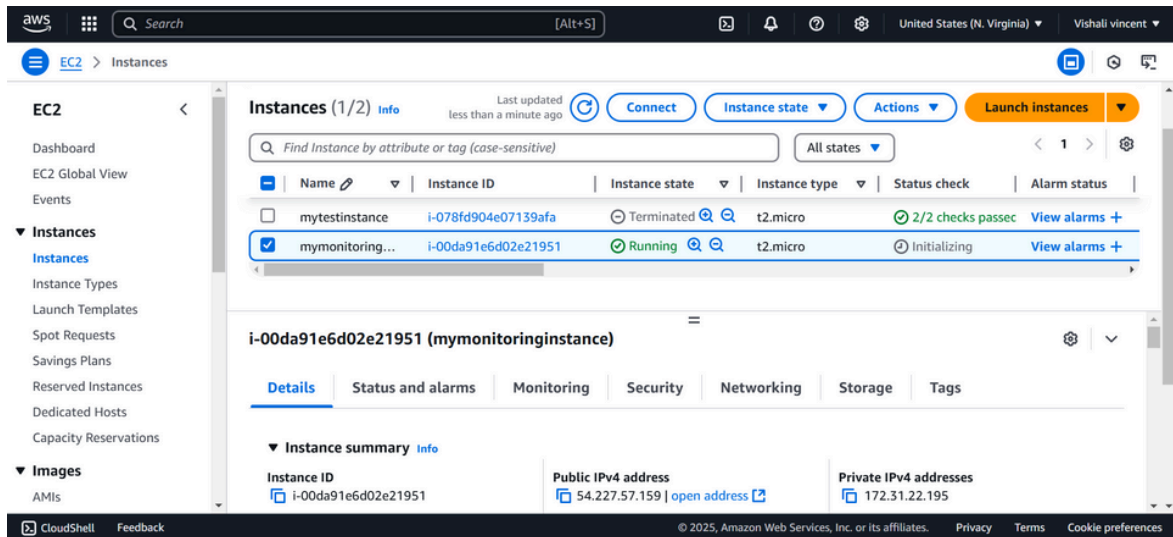 aws
Search [Alt+S] United States (N. Virginia) Vishali vincent
EC2 > Instances
EC2
Dashboard
EC2 Global View
Events
Instances
Instances
Instance Types
Launch Templates
Spot Requests
Savings Plans
Reserved Instances
Dedicated Hosts
Capacity Reservations
Images
AMIs
Instances (1/2) Info
Last updated
less than a minute ago
Connect Instance state Actions Launch instances
Find Instance by attribute or tag (case-sensitive) All states < 1 >
Name Instance ID Instance state Instance type Status check Alarm status
mytestinstance i-078fd904e07139afa Terminated t2.micro 2/2 checks passec View alarms +
mymonitoring... i-00da91e6d02e21951 Running t2.micro Initializing View alarms +
i-00da91e6d02e21951 (mymonitoringinstance)
Details Status and alarms Monitoring Security Networking Storage Tags
Instance summary Info
Instance ID Public IPv4 address Private IPv4 addresses
i-00da91e6d02e21951 54.227.57.159 | open address 172.31.22.195
CloudShell Feedback © 2025, Amazon Web Services, Inc. or its affiliates. Privacy Terms Cookie preferences